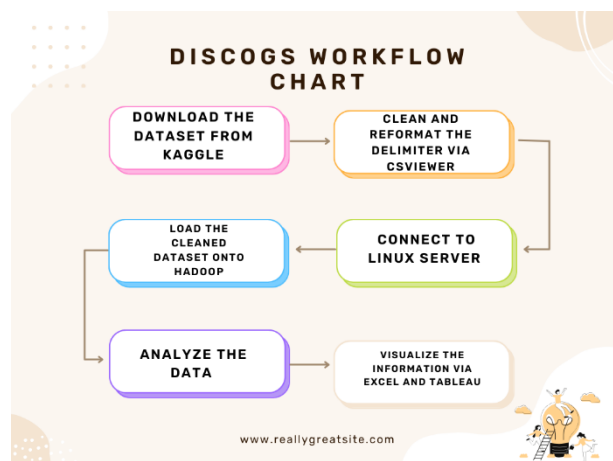 DISCOGS WORKFLOW
CHART
DOWNLOAD THE
DATASET FROM
KAGGLE
CLEAN AND
REFORMAT THE
DELIMITER VIA
CSVIEWER
CONNECT TO
LINUX SERVER
LOAD THE
CLEANED
DATASET ONTO
HADOOP
ANALYZE THE
DATA
VISUALIZE THE
INFORMATION VIA
EXCEL AND TABLEAU
www.reallygreatsite.com